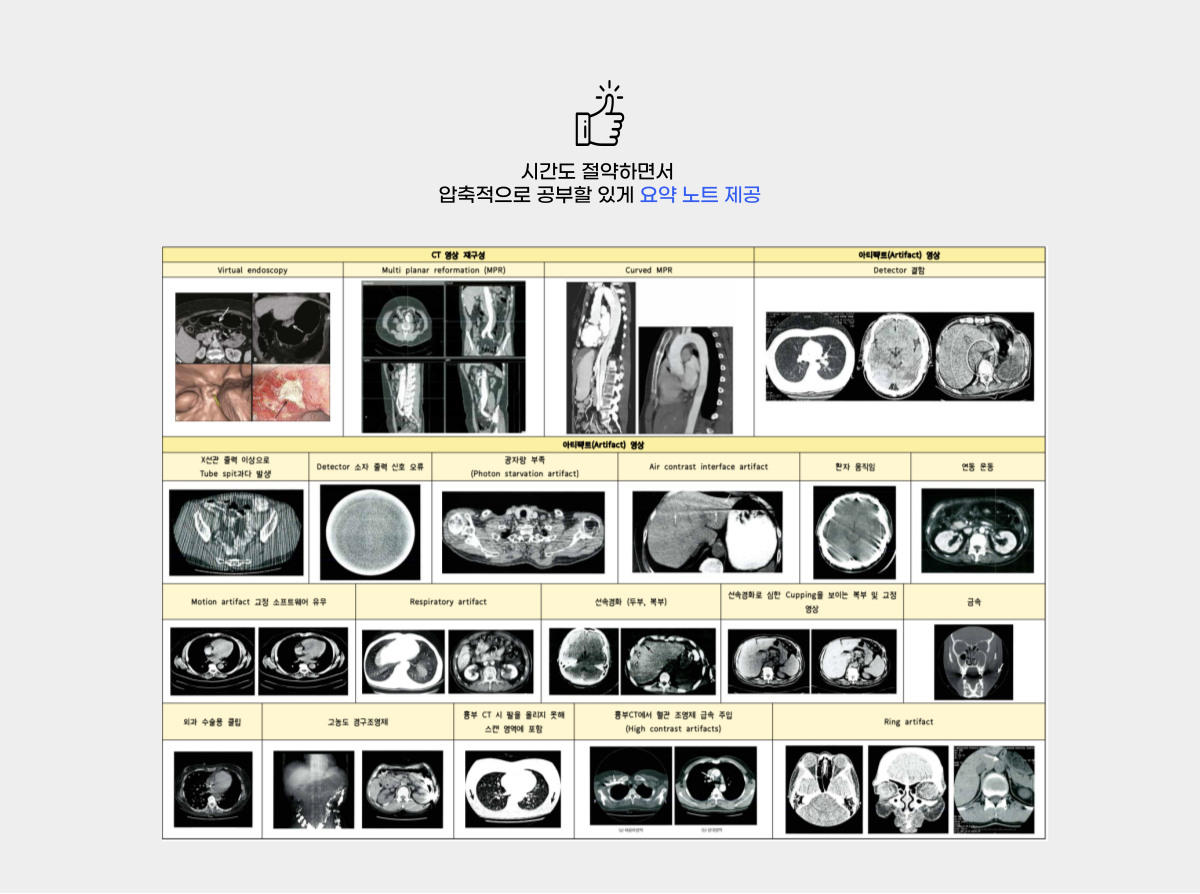 시간도 절약하면서
압축적으로 공부할 있게 요약 노트 제공
CT 영상 재구성
아티팩트(Artifact) 영상
Virtual endoscopy
Multi planar reformation (MPR)
Curved MPR
Detector 결함
아티팩트(Artifact) 영상
X선관 출력 이상으로
Tube spit과다 발생
Detector 소자 출력 신호 오류
광자량 부족
(Photon starvation artifact)
Air contrast interface artifact
환자 움직임
연동 운동
Motion artifact 교정 소프트웨어 유무
Respiratory artifact
선속경화 (두부, 복부)
선속경화로 심한 Cupping을 보이는 복부 및 교정
영상
금속
외과 수술용 클립
고농도 경구조영제
흉부 CT 시 팔을 올리지 못해
스캔 영역에 포함
흉부CT에서 혈관 조영제 급속 주입
(High contrast artifacts)
Ring artifact